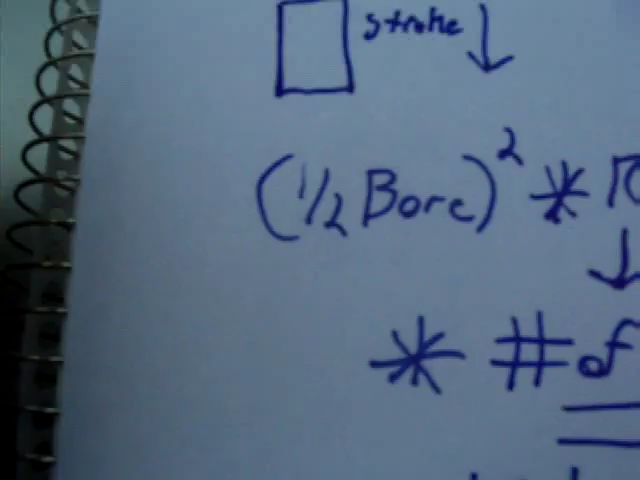 stroke
(1/2 Bore)² * π
* # of